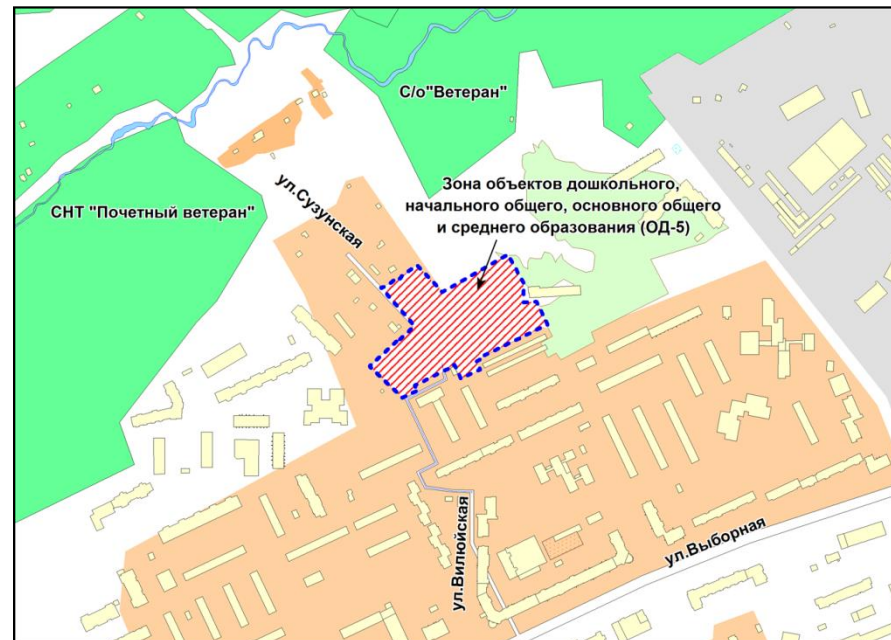 С/о"Ветеран"
Зона объектов дошкольного,
начального общего, основного общего
и среднего образования (ОД-5)
СНТ "Почетный ветеран"
ул.Сузунская
ул.Вилюйская
ул.Выборная